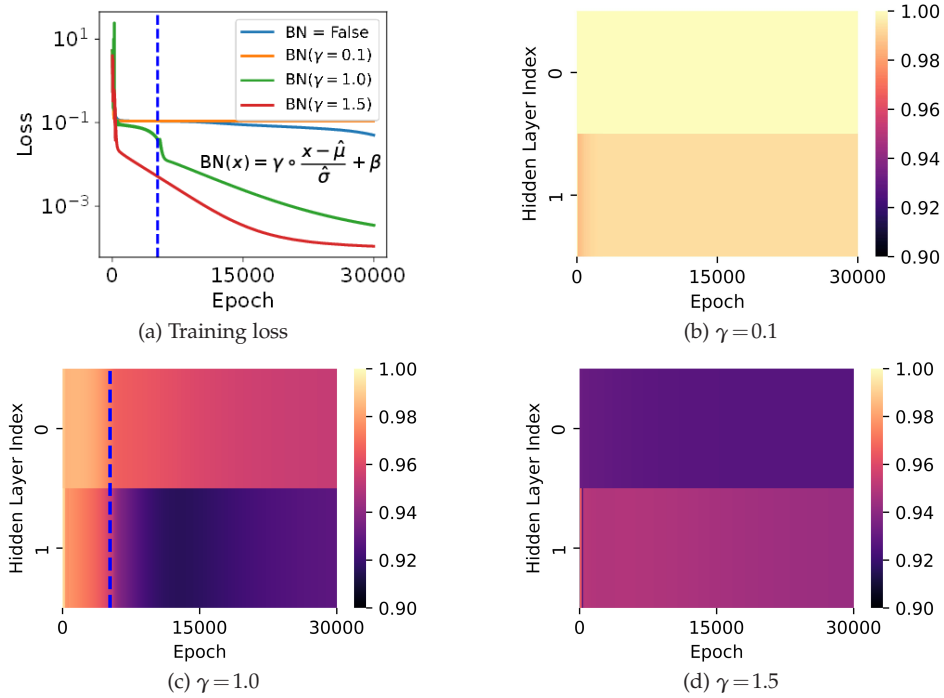 10^1
10^{-1}
10^{-3}
Loss
BN = False
BN(γ = 0.1)
BN(γ = 1.0)
BN(γ = 1.5)
BN(x) = γ ∘ \frac{x − \hat{μ}}{\hat{σ}} + β
0 15000 30000
Epoch
(a) Training loss
Hidden Layer Index
0
1
0 15000 30000
Epoch
1.00
0.98
0.96
0.94
0.92
0.90
(b) γ = 0.1
Hidden Layer Index
0
1
0 15000 30000
Epoch
1.00
0.98
0.96
0.94
0.92
0.90
(c) γ = 1.0
Hidden Layer Index
0
1
0 15000 30000
Epoch
1.00
0.98
0.96
0.94
0.92
0.90
(d) γ = 1.5